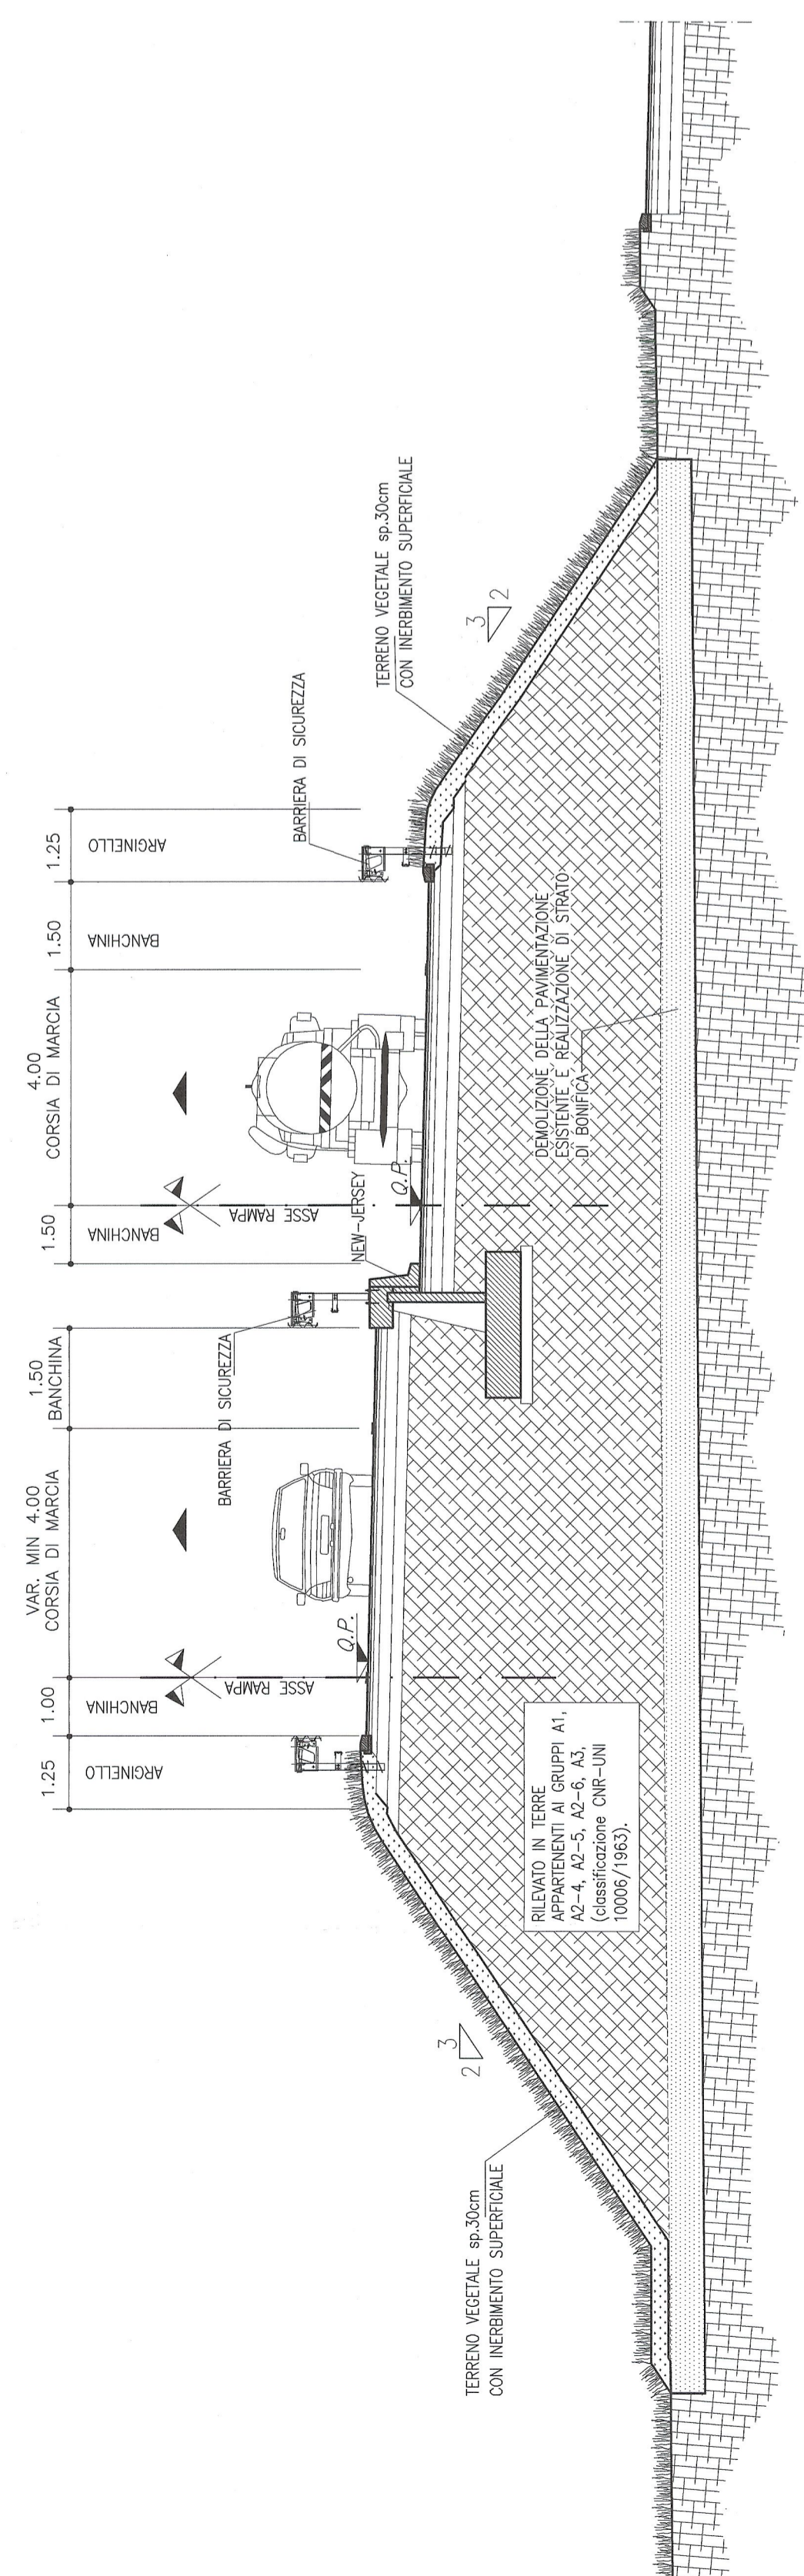 1.25
ARGINELLO
1.00
BANCHINA
VAR. MIN 4.00
CORSIA DI MARCIA
1.50
BANCHINA
1.50
BANCHINA
4.00
CORSIA DI MARCIA
1.50
BANCHINA
1.25
ARGINELLO
ASSE RAMPA
Q.P.
BARRIERA DI SICUREZZA
NEW-JERSEY
ASSE RAMPA
Q.P.
BARRIERA DI SICUREZZA
TERRENO VEGETALE sp.30cm
CON INERBIMENTO SUPERFICIALE
3
2
TERRENO VEGETALE sp.30cm
CON INERBIMENTO SUPERFICIALE
3
2
RILEVATO IN TERRE
APPARTENENTI AI GRUPPI A1,
A2-4, A2-5, A2-6, A3,
(classificazione CNR-UNI
10006/1963).
DEMOLIZIONE DELLA PAVIMENTAZIONE
ESISTENTE E REALIZZAZIONE DI STRATO
DI BONIFICA